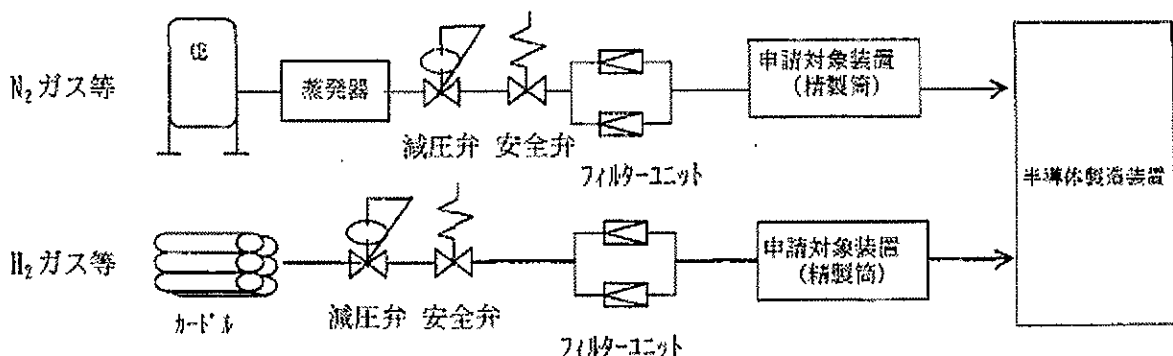 CE
N₂ガス等
蒸発器
減圧弁
安全弁
フィルターユニット
申請対象装置
(精製筒)
半導体製造装置
H₂ガス等
カードル
減圧弁
安全弁
フィルターユニット
申請対象装置
(精製筒)